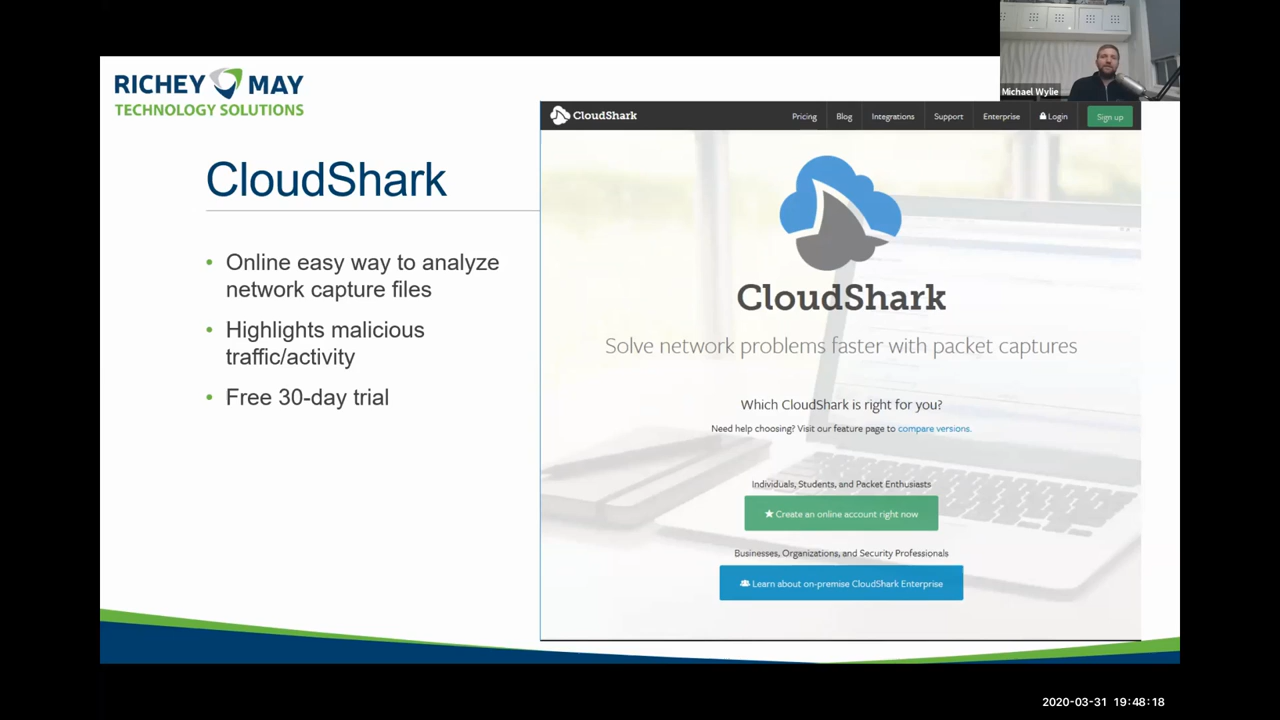 Michael Wylie
RICHEY MAY
TECHNOLOGY SOLUTIONS
CloudShark
Pricing
Blog
Integrations
Support
Enterprise
Login
Sign up
CloudShark
• Online easy way to analyze
network capture files
• Highlights malicious
traffic/activity
• Free 30-day trial
CloudShark
Solve network problems faster with packet captures
Which CloudShark is right for you?
Need help choosing? Visit our feature page to compare versions.
Individuals, Students, and Packet Enthusiasts
Create an online account right now
Businesses, Organizations, and Security Professionals
Learn about on-premise CloudShark Enterprise
2020-03-31 19:48:18